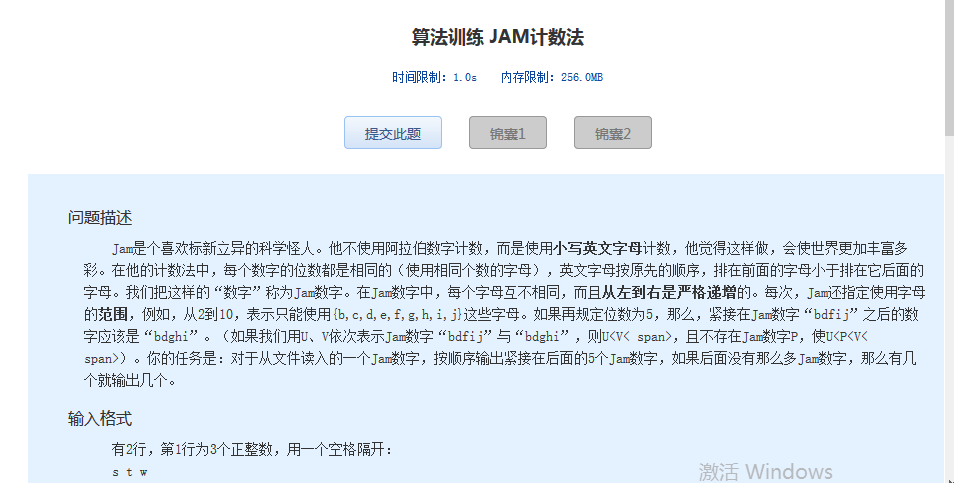 算法训练 JAM计数法
时间限制：1.0s 内存限制：256.0MB
提交此题 锦囊1 锦囊2
问题描述
Jam是个喜欢标新立异的科学怪人。他不使用阿拉伯数字计数，而是使用小写英文字母计数，他觉得这样做，会使世界更加丰富多
彩。在他的计数法中，每个数字的位数都是相同的（使用相同个数的字母），英文字母按原先的顺序，排在前面的字母小于排在它后面的
字母。我们把这样的“数字”称为Jam数字。在Jam数字中，每个字母互不相同，而且从左到右是严格递增的。每次，Jam还指定使用字母
的范围，例如，从2到10，表示只能使用{b,c,d,e,f,g,h,i,j}这些字母。如果再规定位数为5，那么，紧接在Jam数字“bdfij”之后的数
字应该是“bdghi”。（如果我们用U、V依次表示Jam数字“bdfij”与“bdghi”，则U<V< span>，且不存在Jam数字P，使U<P<V<
span>）。你的任务是：对于从文件读入的一个Jam数字，按顺序输出紧接在后面的5个Jam数字，如果后面没有那么多Jam数字，那么有几
个就输出几个。
输入格式
有2行，第1行为3个正整数，用一个空格隔开：
s t w
激活 Windows